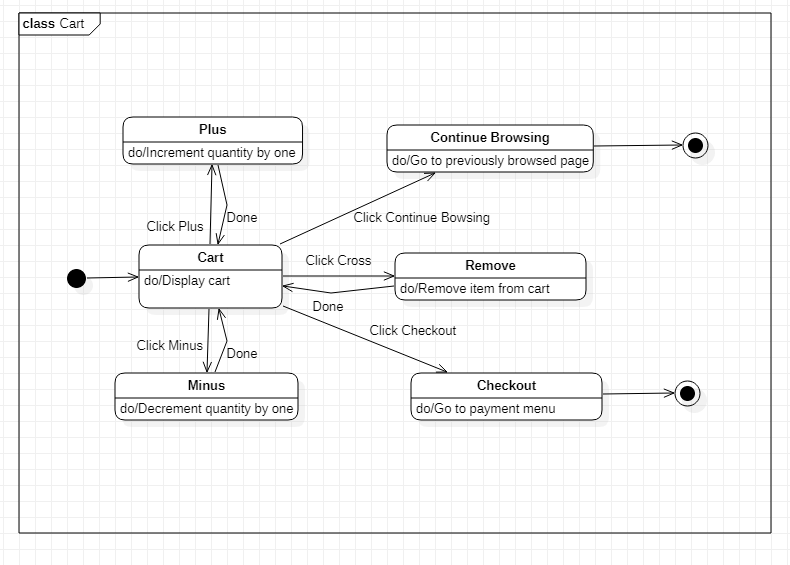 class Cart
Plus
do/Increment quantity by one
Continue Browsing
do/Go to previously browsed page
Click Plus
Done
Click Continue Bowsing
Cart
do/Display cart
Click Cross
Remove
do/Remove item from cart
Done
Click Checkout
Click Minus
Done
Minus
do/Decrement quantity by one
Checkout
do/Go to payment menu